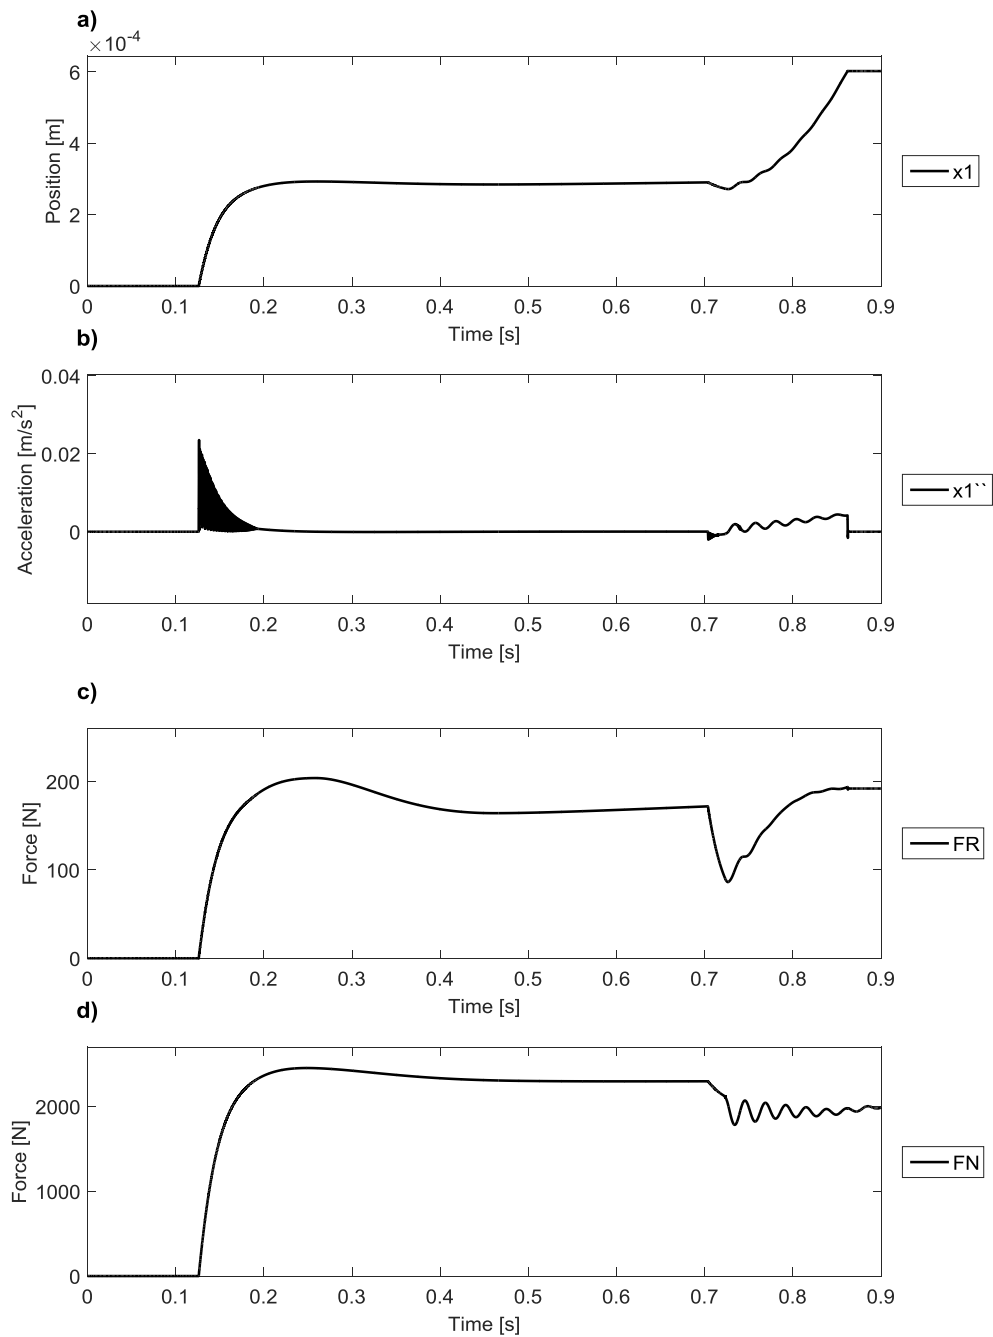 a)
×10-4
6
4
2
0
Position [m]
0 0.1 0.2 0.3 0.4 0.5 0.6 0.7 0.8 0.9
Time [s]
x1
b)
0.04
0.02
0
Acceleration [m/s2]
0 0.1 0.2 0.3 0.4 0.5 0.6 0.7 0.8 0.9
Time [s]
x1``
c)
200
100
0
Force [N]
0 0.1 0.2 0.3 0.4 0.5 0.6 0.7 0.8 0.9
Time [s]
FR
d)
2000
1000
0
Force [N]
0 0.1 0.2 0.3 0.4 0.5 0.6 0.7 0.8 0.9
Time [s]
FN